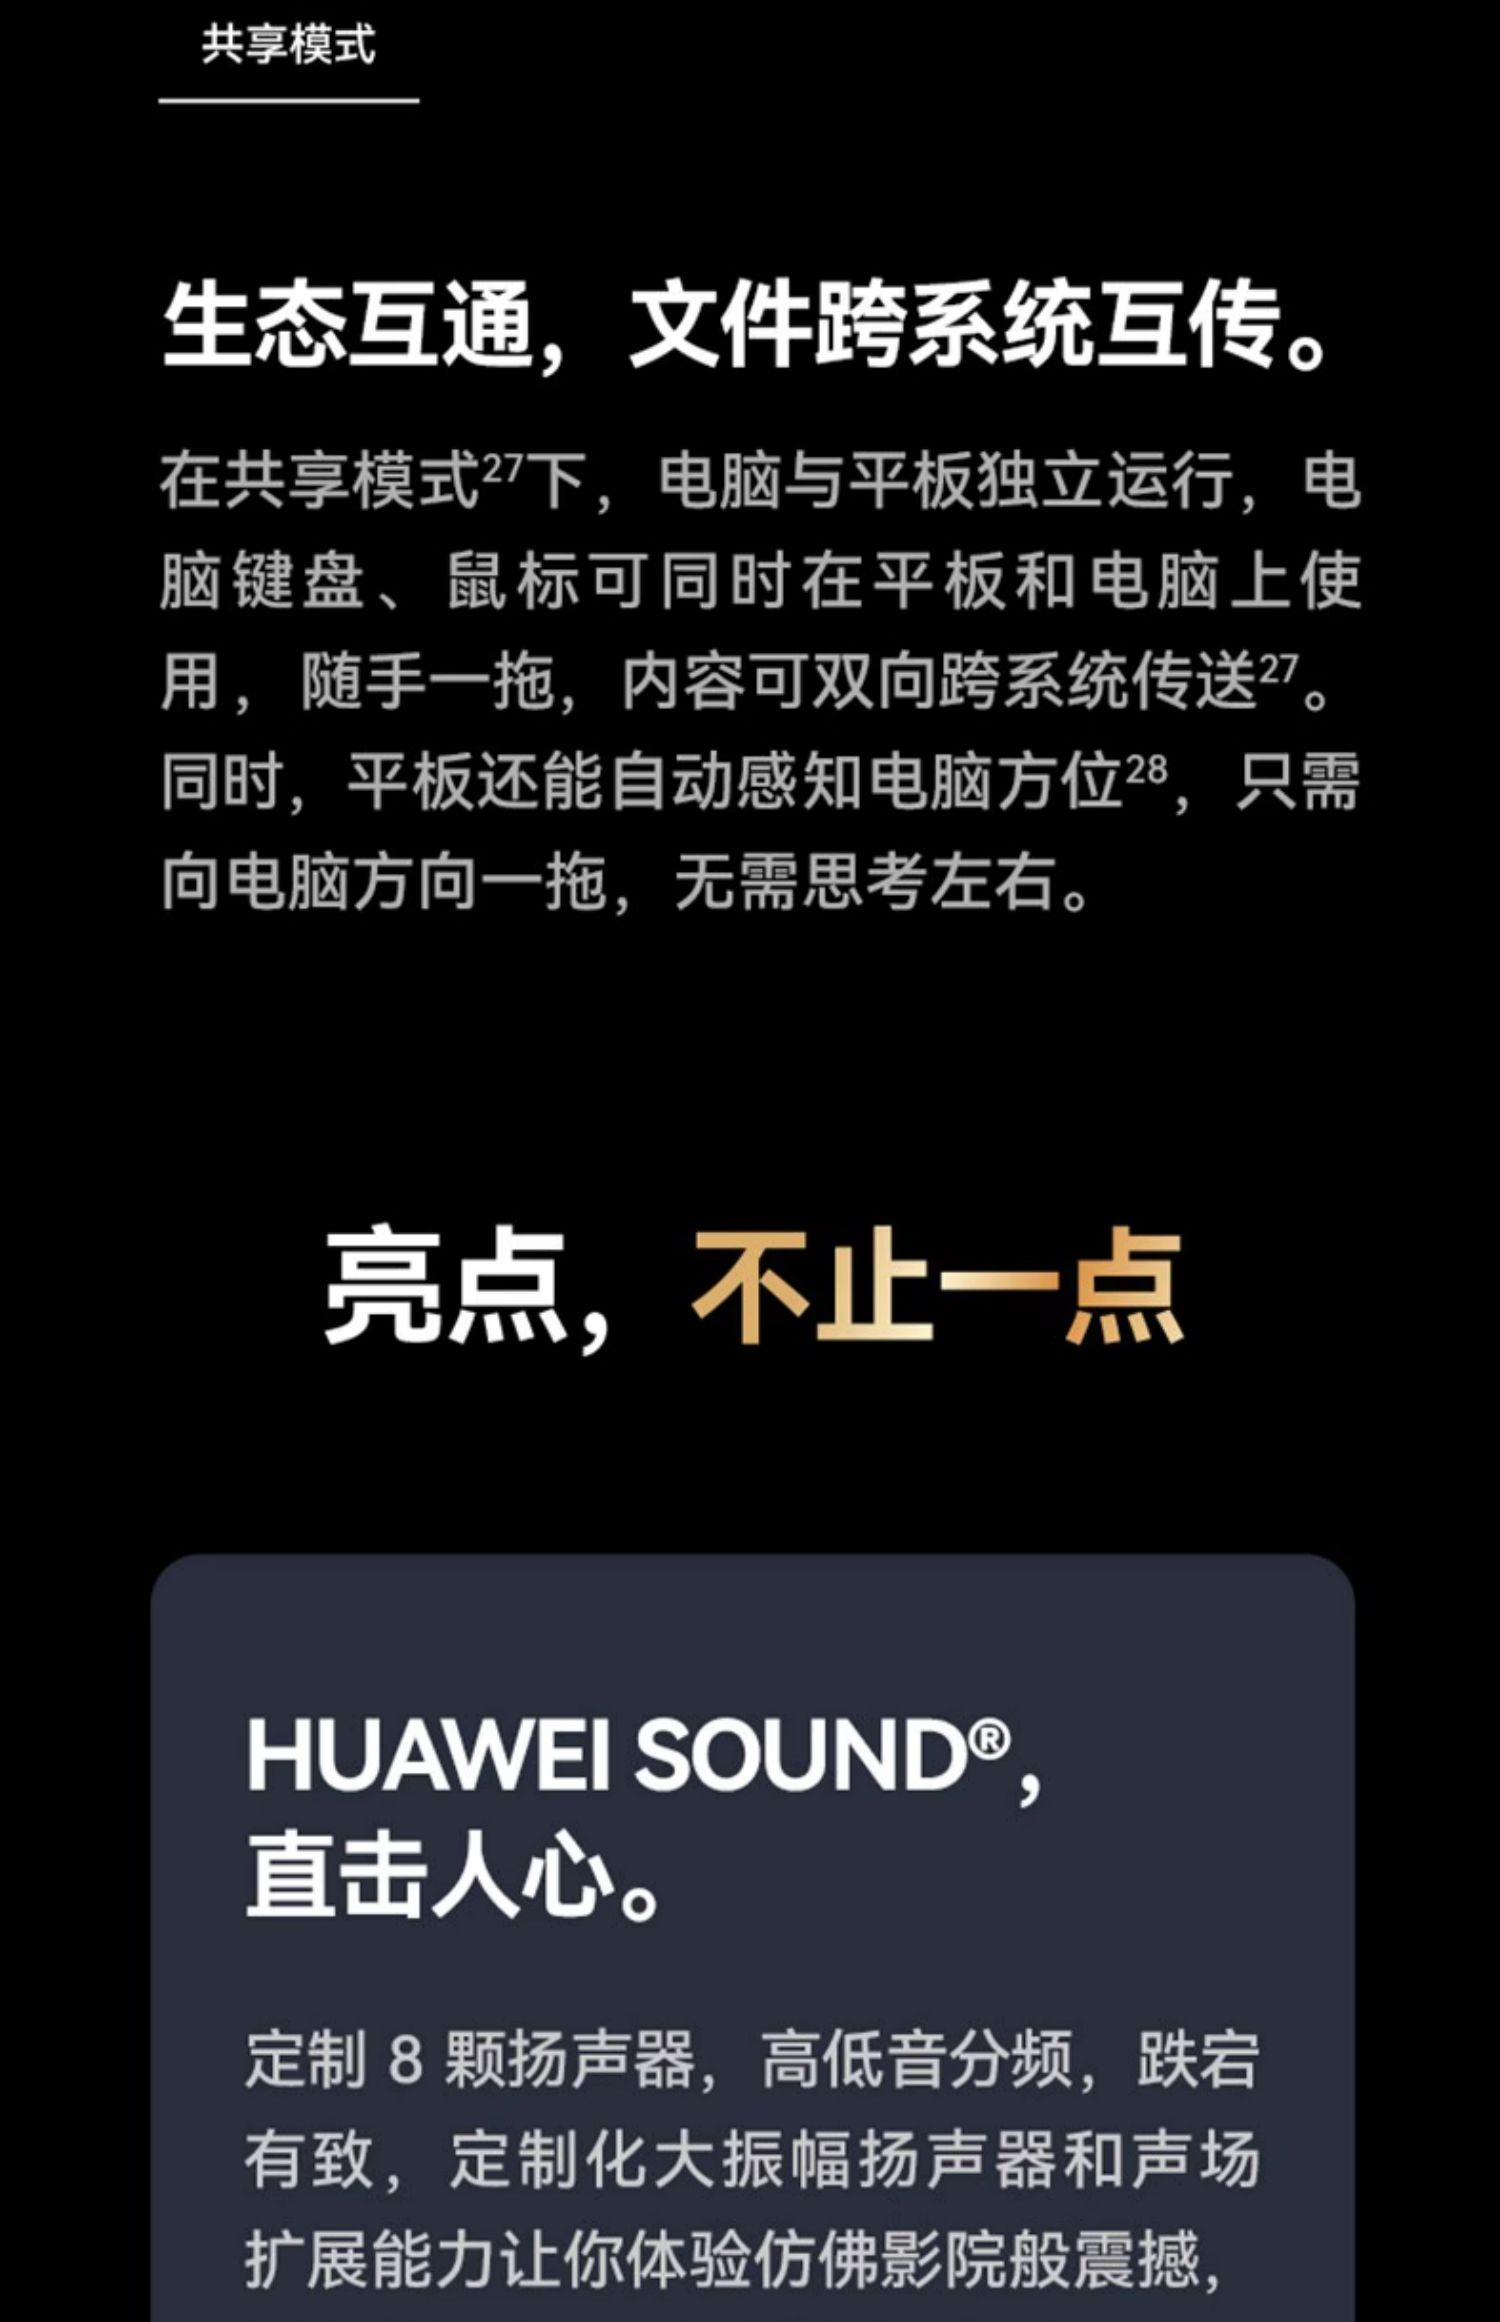 共享模式
生态互通，文件跨系统互传。
在共享模式²⁷下，电脑与平板独立运行，电
脑键盘、鼠标可同时在平板和电脑上使
用，随手一拖，内容可双向跨系统传送²⁷。
同时，平板还能自动感知电脑方位²⁸，只需
向电脑方向一拖，无需思考左右。
亮点，不止一点
HUAWEI SOUND®，
直击人心。
定制 8 颗扬声器，高低音分频，跌宕
有致，定制化大振幅扬声器和声场
扩展能力让你体验仿佛影院般震撼，